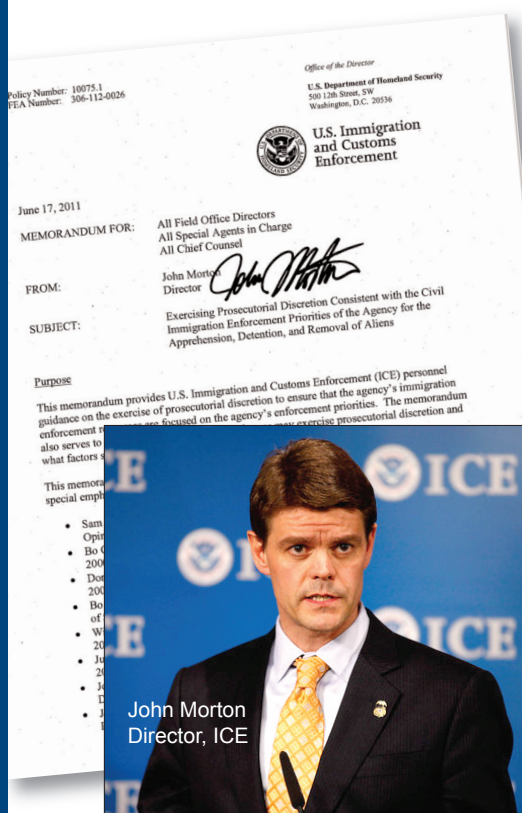 Office of the Director
U.S. Department of Homeland Security
500 12th Street, SW
Washington, D.C. 20536
Policy Number: 10075.1
FEA Number: 306-112-0026
U.S. Immigration
and Customs
Enforcement
June 17, 2011
MEMORANDUM FOR: All Field Office Directors
All Special Agents in Charge
All Chief Counsel
FROM: John Morton
Director
SUBJECT: Exercising Prosecutorial Discretion Consistent with the Civil
Immigration Enforcement Priorities of the Agency for the
Apprehension, Detention, and Removal of Aliens
Purpose
This memorandum provides U.S. Immigration and Customs Enforcement (ICE) personnel
guidance on the exercise of prosecutorial discretion to ensure that the agency's immigration
enforcement are focused on the agency's enforcement priorities. The memorandum
also serves to may exercise prosecutorial discretion and
what factors
This
special
• Sam
• Bo
• Bo
of
ICE
ICE
John Morton
Director, ICE